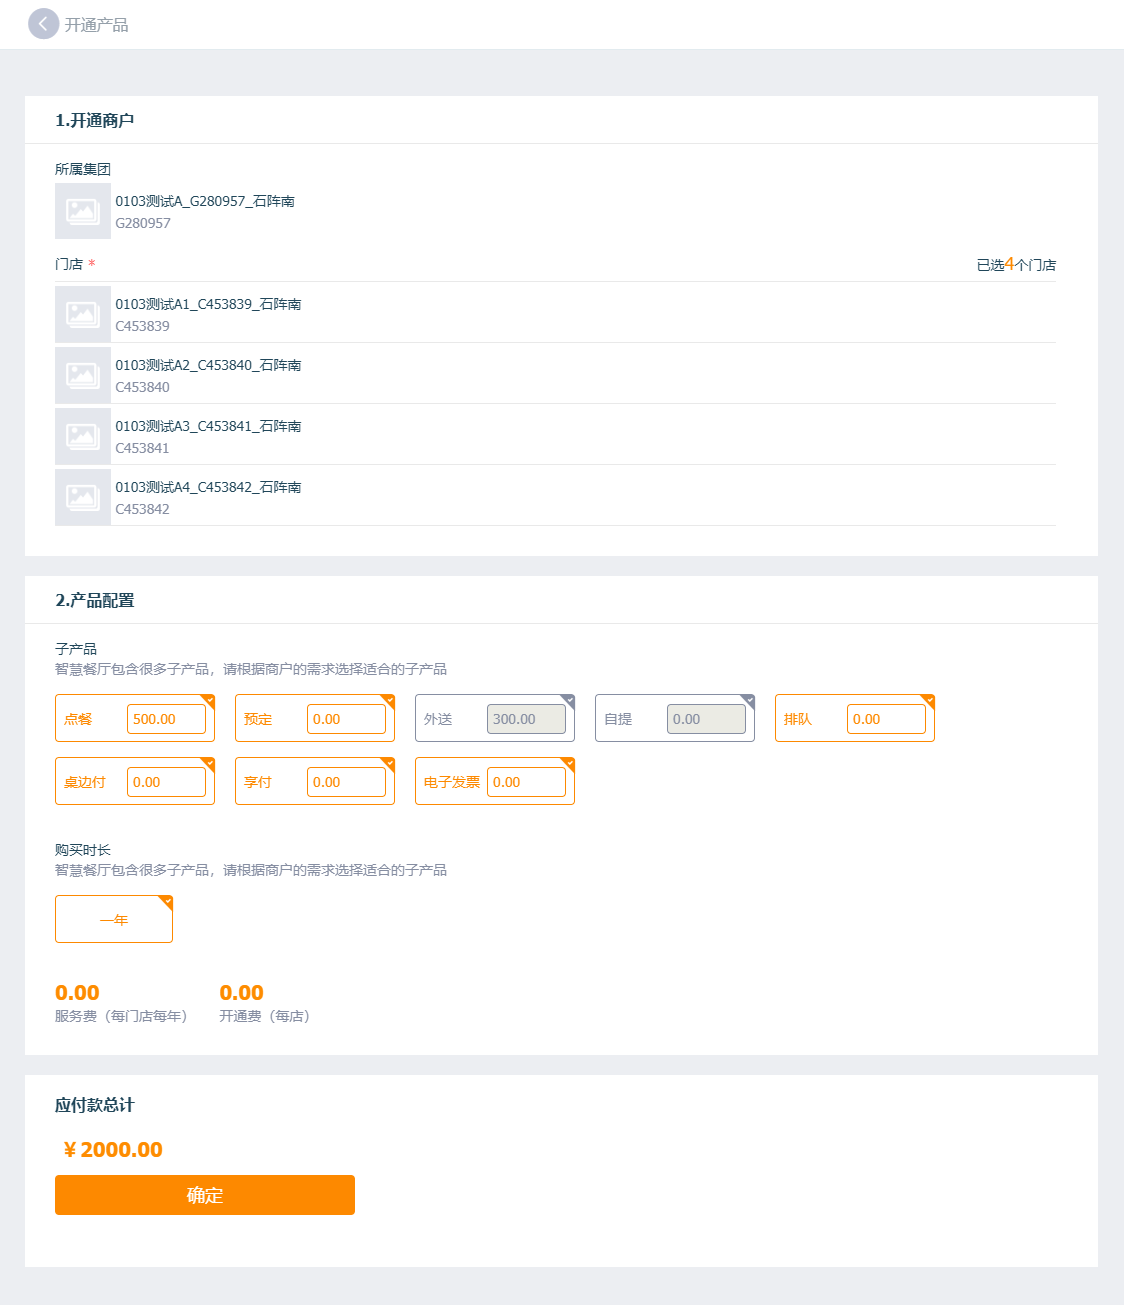 开通产品
1.开通商户
所属集团
0103测试A_G280957_石阵南
G280957
门店 *
已选4个门店
0103测试A1_C453839_石阵南
C453839
0103测试A2_C453840_石阵南
C453840
0103测试A3_C453841_石阵南
C453841
0103测试A4_C453842_石阵南
C453842
2.产品配置
子产品
智慧餐厅包含很多子产品，请根据商户的需求选择适合的子产品
点餐 500.00 预定 0.00 外送 300.00 自提 0.00 排队 0.00
桌边付 0.00 享付 0.00 电子发票 0.00
购买时长
智慧餐厅包含很多子产品，请根据商户的需求选择适合的子产品
一年
0.00 0.00
服务费（每门店每年） 开通费（每店）
应付款总计
¥ 2000.00
确定